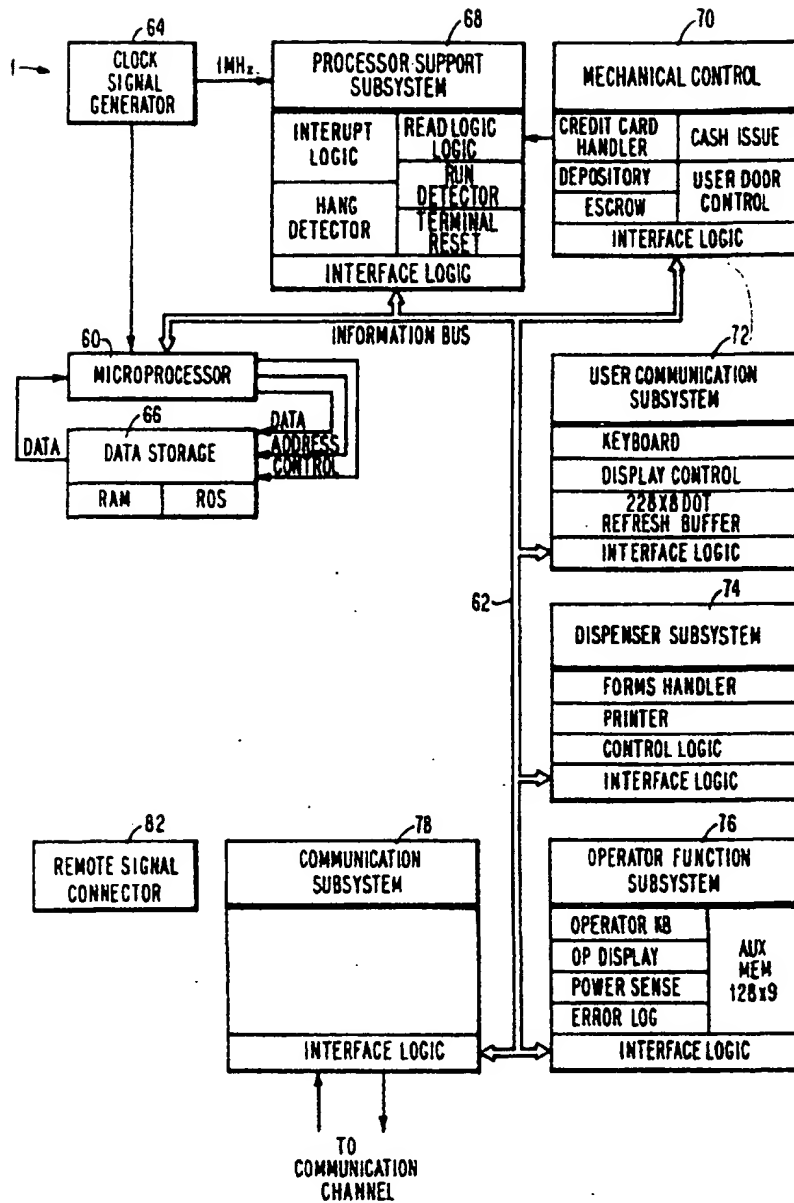 1
64
CLOCK
SIGNAL
GENERATOR
1MHz
68
PROCESSOR SUPPORT
SUBSYSTEM
INTERUPT
LOGIC
READ LOGIC
LOGIC
RUN
DETECTOR
HANG
DETECTOR
TERMINAL
RESET
INTERFACE LOGIC
70
MECHANICAL CONTROL
CREDIT CARD
HANDLER
CASH ISSUE
DEPOSITORY
ESCROW
USER DOOR
CONTROL
INTERFACE LOGIC
INFORMATION BUS
60
MICROPROCESSOR
66
DATA STORAGE
RAM
ROS
DATA
DATA
ADDRESS
CONTROL
72
USER COMMUNICATION
SUBSYSTEM
KEYBOARD
DISPLAY CONTROL
228X8 DOT
REFRESH BUFFER
INTERFACE LOGIC
62
74
DISPENSER SUBSYSTEM
FORMS HANDLER
PRINTER
CONTROL LOGIC
INTERFACE LOGIC
82
REMOTE SIGNAL
CONNECTOR
78
COMMUNICATION
SUBSYSTEM
INTERFACE LOGIC
TO
COMMUNICATION
CHANNEL
76
OPERATOR FUNCTION
SUBSYSTEM
OPERATOR KB
OP DISPLAY
POWER SENSE
ERROR LOG
AUX
MEM
128x9
INTERFACE LOGIC